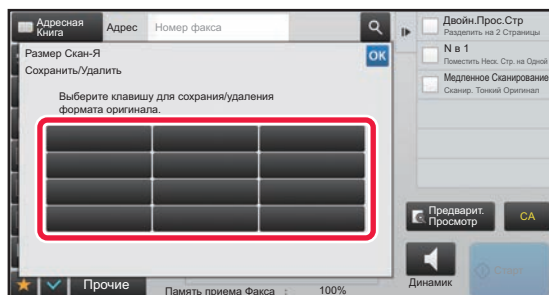 Адресная
Книга
Адрес
Номер факса
Размер Скан-Я
OK
Сохранить/Удалить
Выберите клавишу для сохрания/удаления
формата оригинала.
Прочие
Память приема Факса : 100%
Двойн.Прос.Стр
Разделить на 2 Страницы
N в 1
Поместить Неск. Стр. на Одной
Медленное Сканирование
Сканир. Тонкий Оригинал
Предварит.
Просмотр
CA
Динамик
Старт